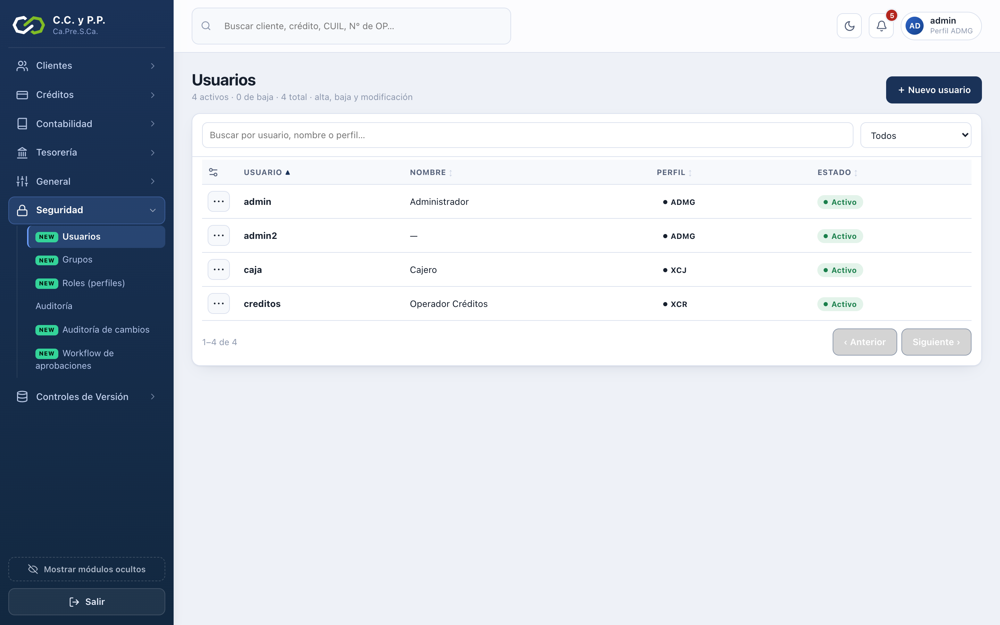 C.C. y P.P.
Ca.Pre.S.Ca.
Clientes
Créditos
Contabilidad
Tesorería
General
Seguridad
NEW Usuarios
NEW Grupos
NEW Roles (perfiles)
Auditoría
NEW Auditoría de cambios
NEW Workflow de
aprobaciones
Controles de Versión
Mostrar módulos ocultos
Salir
Buscar cliente, crédito, CUIL, N° de OP...
5
AD
admin
Perfil ADMG
Usuarios
4 activos · 0 de baja · 4 total · alta, baja y modificación
+ Nuevo usuario
Buscar por usuario, nombre o perfil...
Todos
USUARIO ▲ NOMBRE ↕ PERFIL ↕ ESTADO ↕
admin Administrador ADMG Activo
admin2 — ADMG Activo
caja Cajero XCJ Activo
creditos Operador Créditos XCR Activo
1–4 de 4
‹ Anterior
Siguiente ›